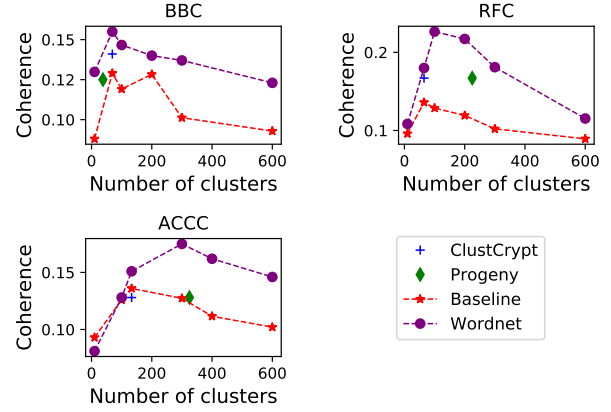 BBC
0.15
0.12
0.10
Coherence
0 200 400 600
Number of clusters
RFC
0.2
0.1
Coherence
0 200 400 600
Number of clusters
ACCC
0.15
0.10
Coherence
0 200 400 600
Number of clusters
ClustCrypt
Progeny
Baseline
Wordnet